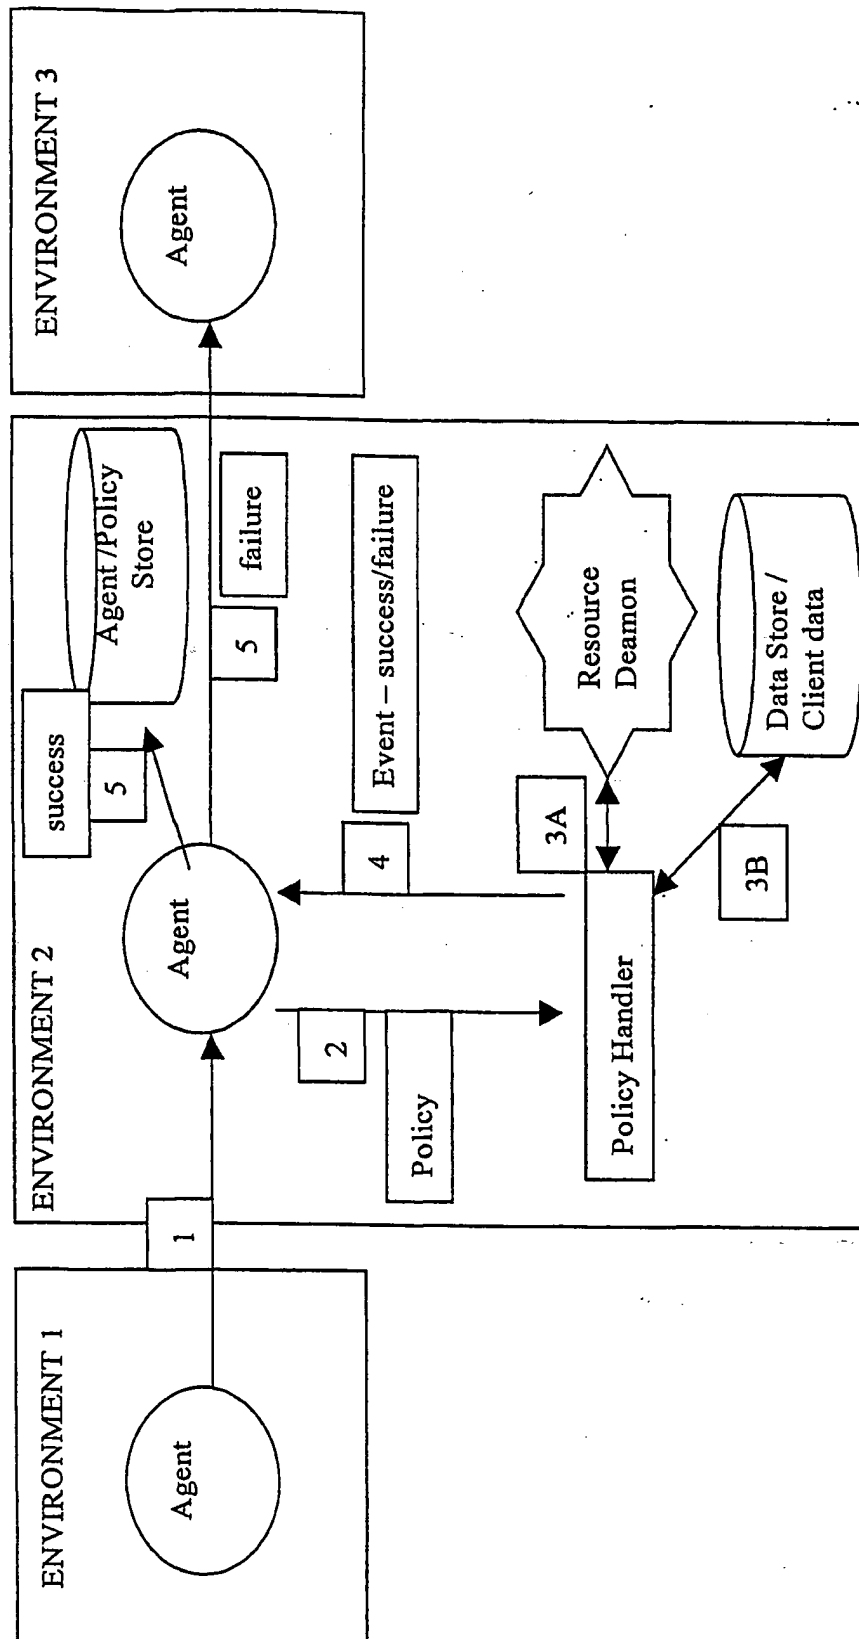 ENVIRONMENT 1
Agent
1
ENVIRONMENT 2
Agent
success
5
Agent /Policy
Store
5
failure
2
Policy
4
Event – success/failure
Policy Handler
3A
3B
Resource
Deamon
Data Store /
Client data
ENVIRONMENT 3
Agent